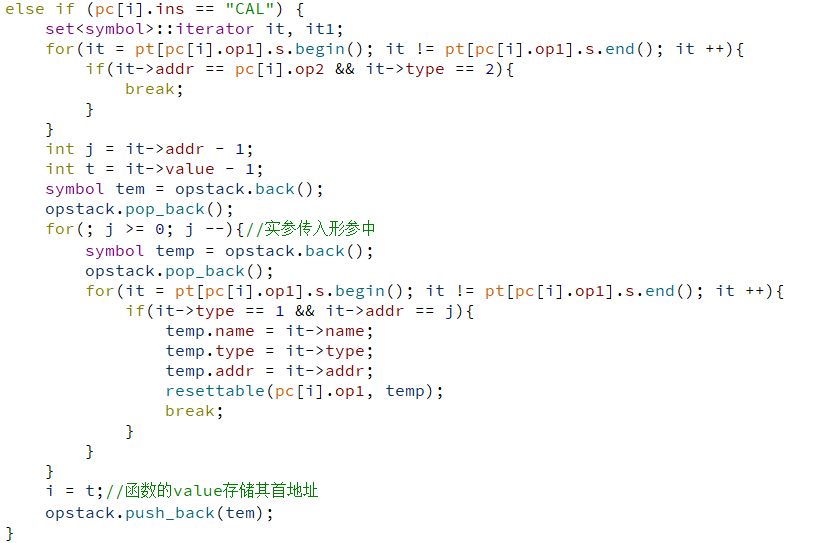 else if (pc[i].ins == "CAL") {
    set<symbol>::iterator it, it1;
    for(it = pt[pc[i].op1].s.begin(); it != pt[pc[i].op1].s.end(); it ++){
        if(it->addr == pc[i].op2 && it->type == 2){
            break;
        }
    }
    int j = it->addr - 1;
    int t = it->value - 1;
    symbol tem = opstack.back();
    opstack.pop_back();
    for(; j >= 0; j --){//实参传入形参中
        symbol temp = opstack.back();
        opstack.pop_back();
        for(it = pt[pc[i].op1].s.begin(); it != pt[pc[i].op1].s.end(); it ++){
            if(it->type == 1 && it->addr == j){
                temp.name = it->name;
                temp.type = it->type;
                temp.addr = it->addr;
                resettable(pc[i].op1, temp);
                break;
            }
        }
    }
    i = t;//函数的value存储其首地址
    opstack.push_back(tem);
}